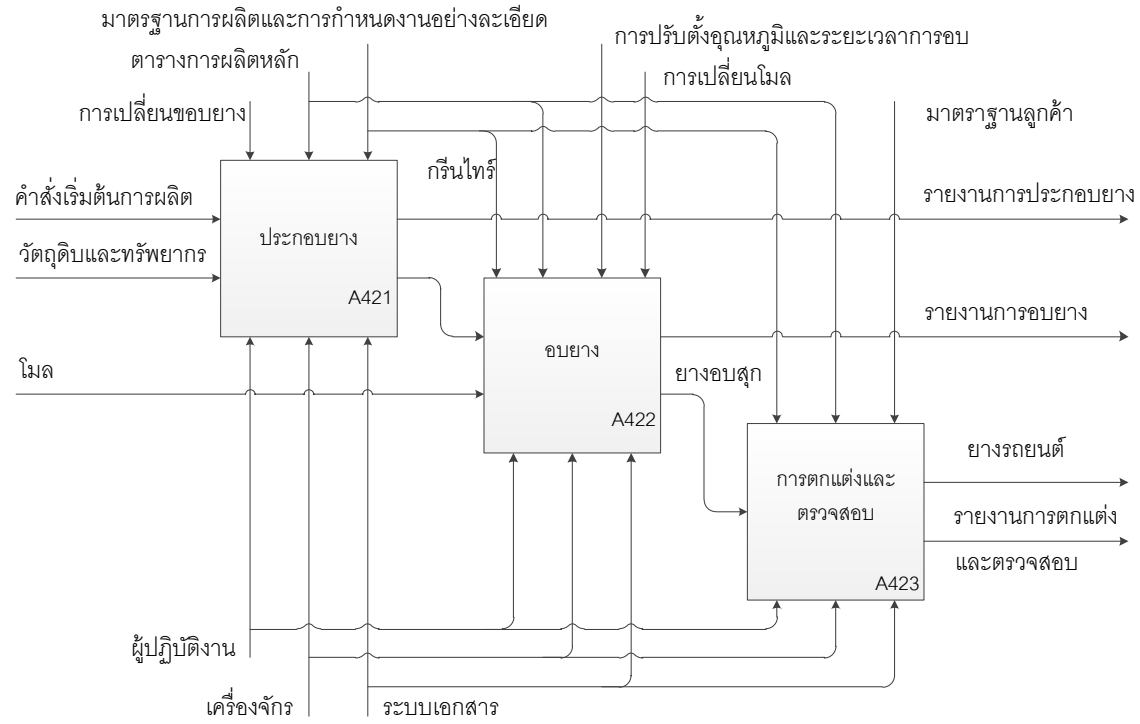 มาตรฐานการผลิตและการกำหนดงานอย่างละเอียด
การปรับตั้งอุณหภูมิและระยะเวลาการอบ
ตารางการผลิตหลัก
การเปลี่ยนโมล
การเปลี่ยนขอบยาง
มาตราฐานลูกค้า
กรีนไทร์
คำสั่งเริ่มต้นการผลิต
รายงานการประกอบยาง
ประกอบยาง
วัตถุดิบและทรัพยากร
A421
รายงานการอบยาง
อบยาง
โมล
ยางอบสุก
A422
ยางรถยนต์
การตกแต่งและ
ตรวจสอบ
รายงานการตกแต่ง
และตรวจสอบ
A423
ผู้ปฏิบัติงาน
เครื่องจักร
ระบบเอกสาร